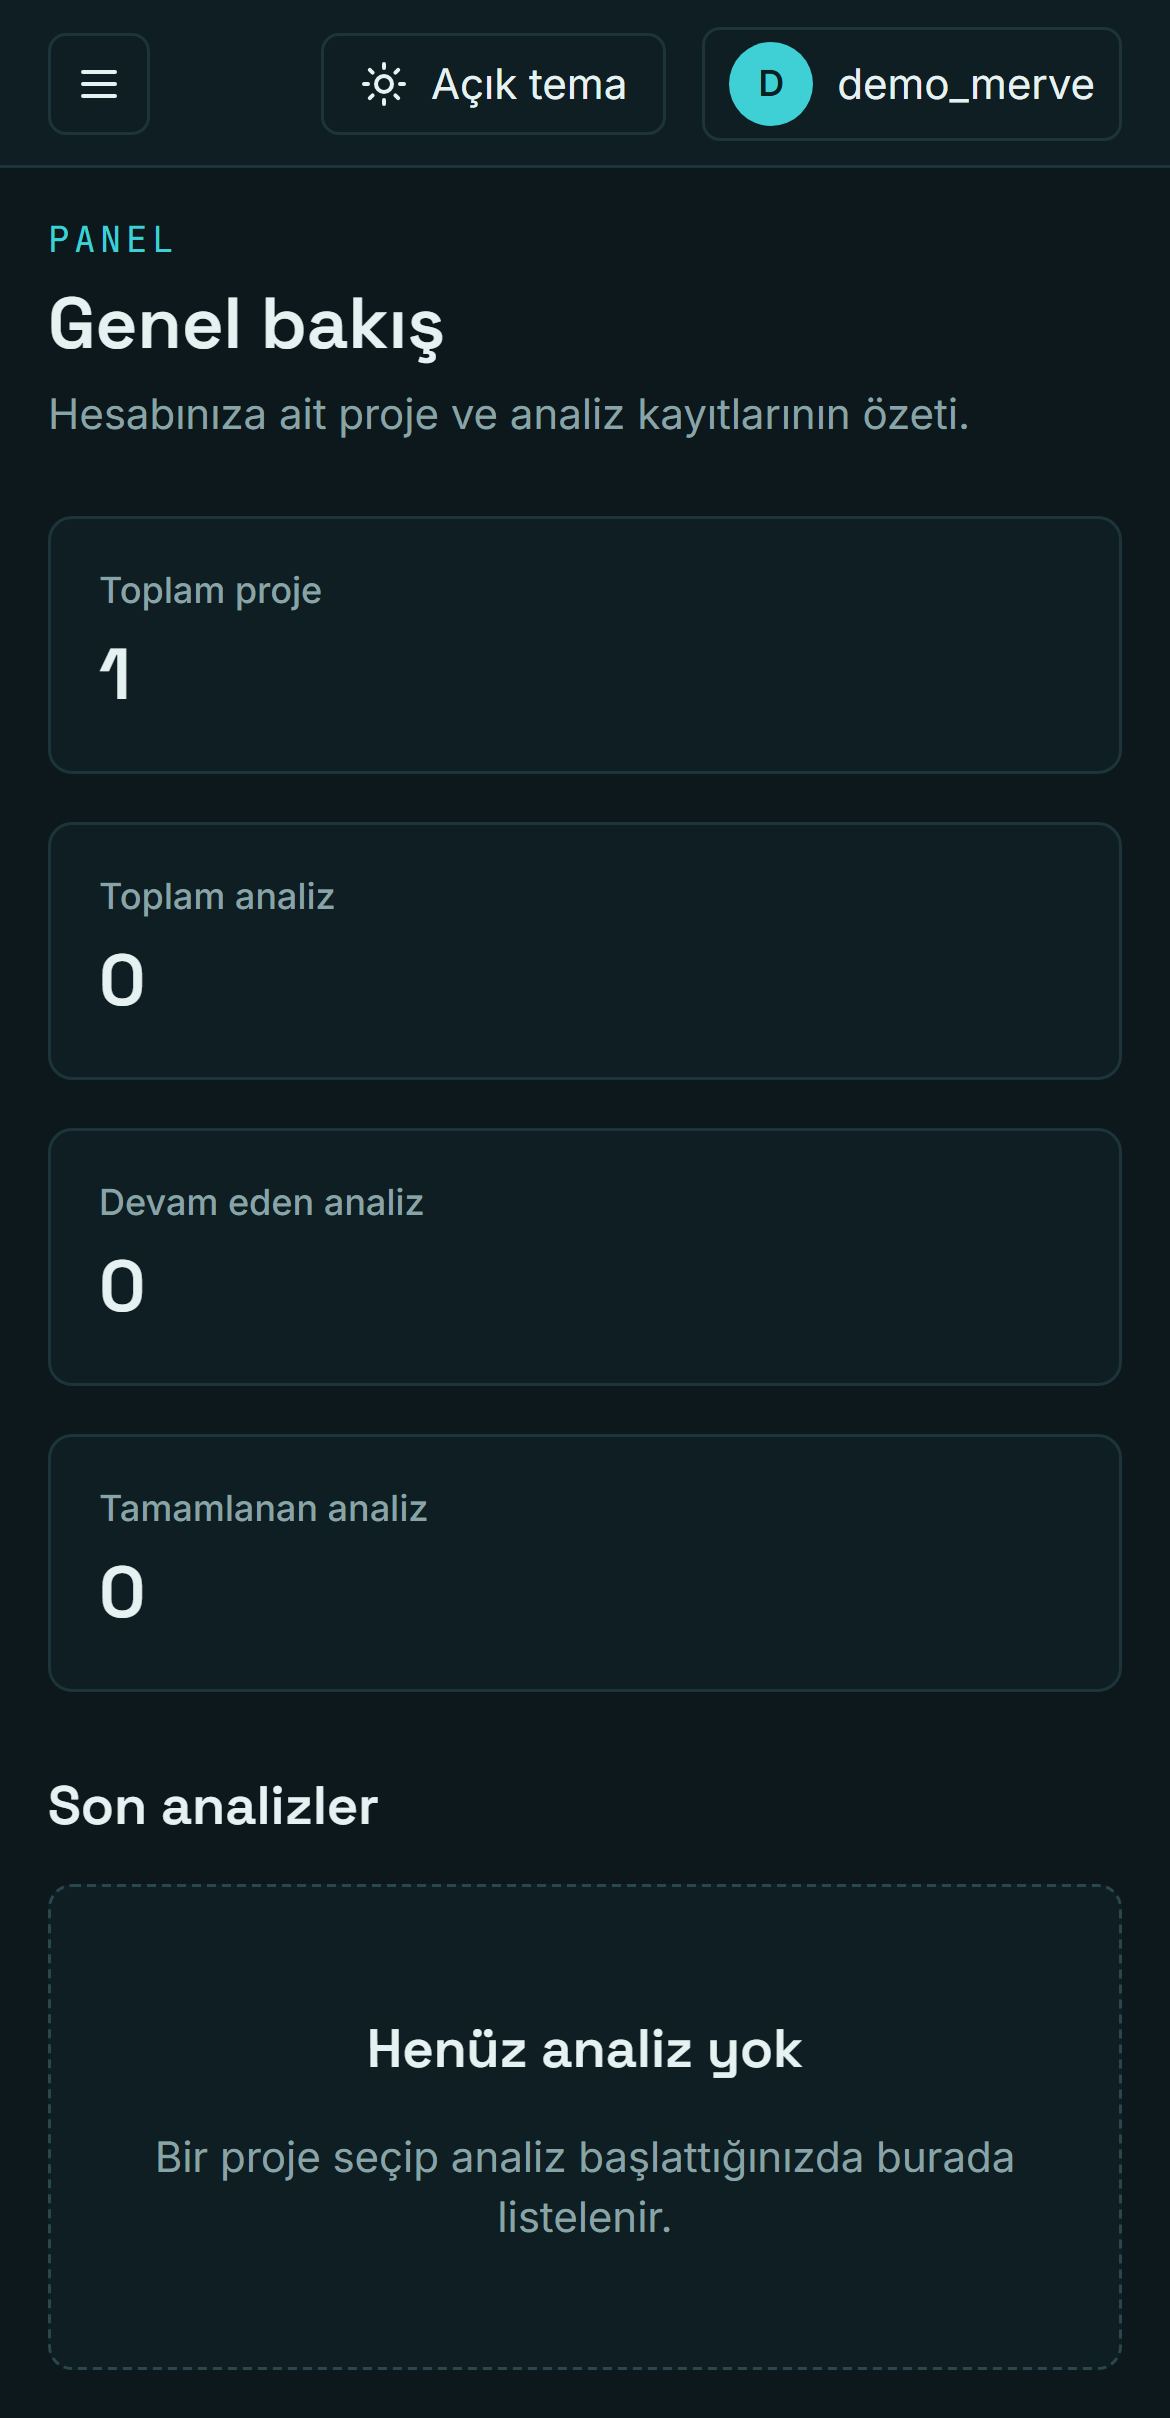 Açık tema
D
demo_merve
PANEL
Genel bakış
Hesabınıza ait proje ve analiz kayıtlarının özeti.
Toplam proje
1
Toplam analiz
0
Devam eden analiz
0
Tamamlanan analiz
0
Son analizler
Henüz analiz yok
Bir proje seçip analiz başlattığınızda burada
listelenir.